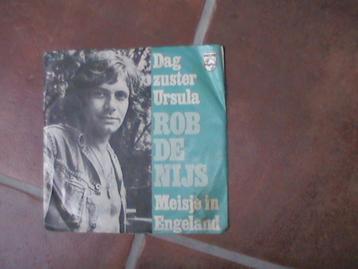 Dag
zuster
Ursula
ROB
DE
NIJS
Meisje in
Engeland